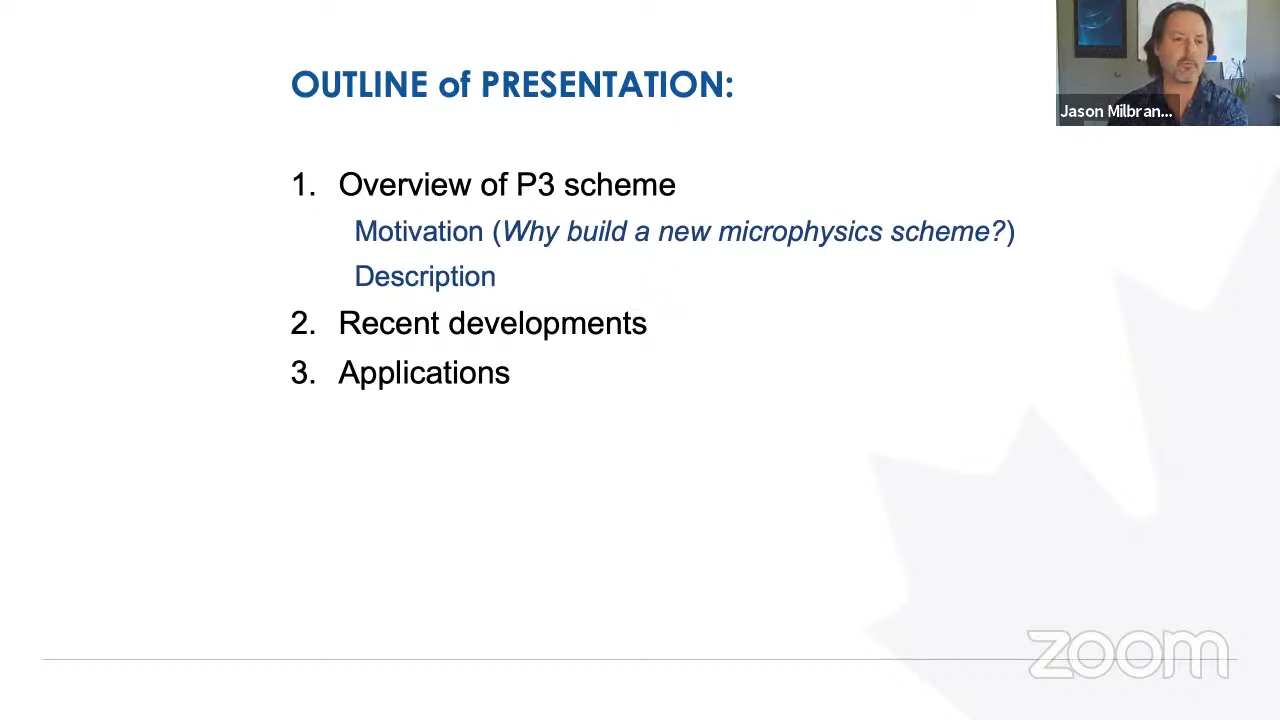 OUTLINE of PRESENTATION:
Jason Milbran...
1. Overview of P3 scheme
Motivation (Why build a new microphysics scheme?)
Description
2. Recent developments
3. Applications
zoom